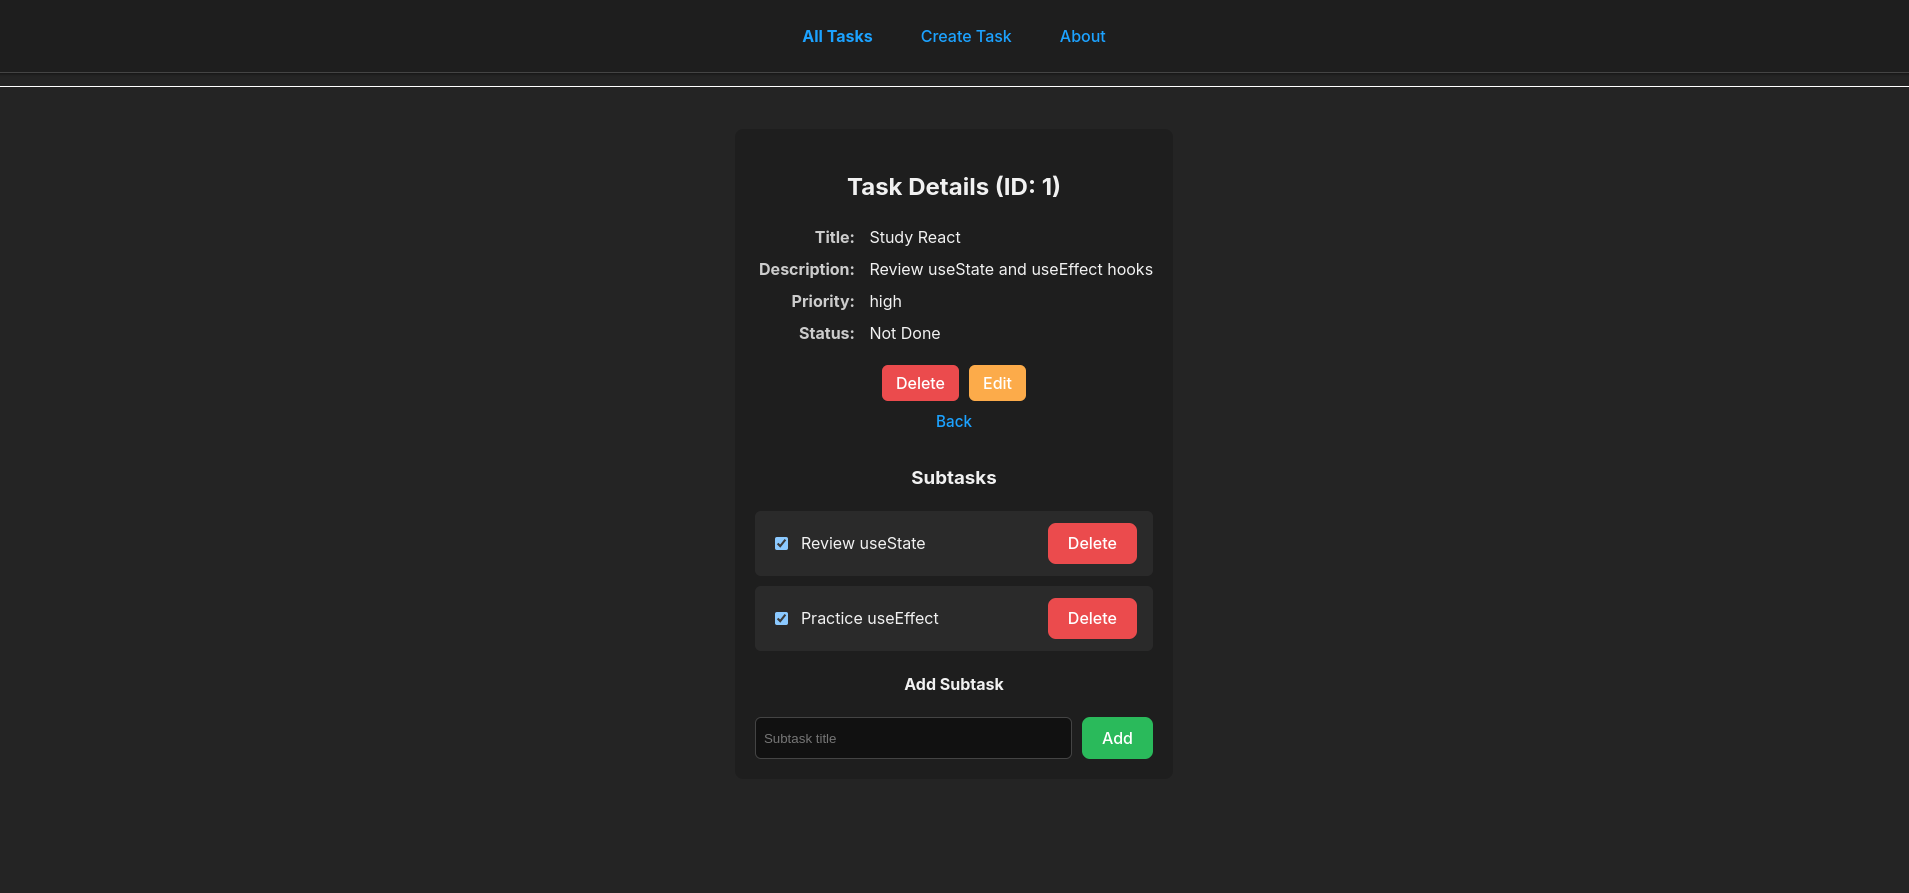 All Tasks Create Task About
Task Details (ID: 1)
Title: Study React
Description: Review useState and useEffect hooks
Priority: high
Status: Not Done
Delete Edit
Back
Subtasks
Review useState Delete
Practice useEffect Delete
Add Subtask
Subtask title Add